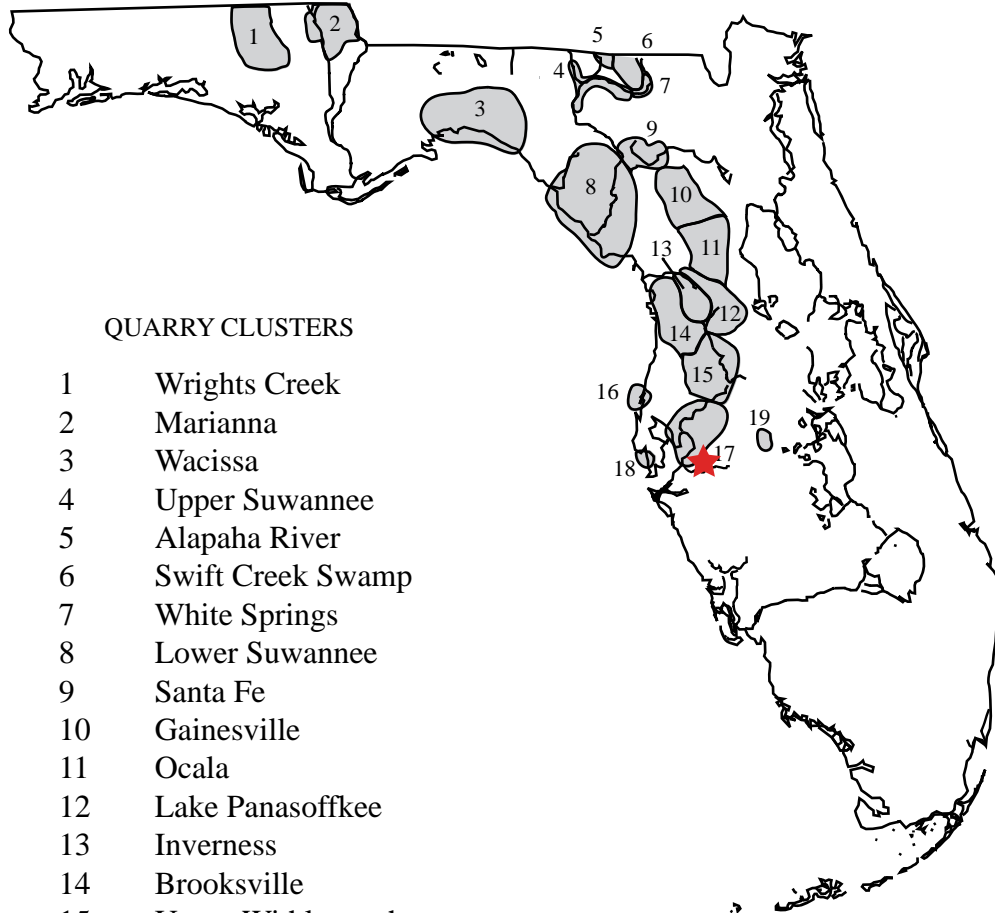 1
2
3
4
5
6
7
8
9
10
11
12
13
14
15
16
17
18
19
QUARRY CLUSTERS
1 Wrights Creek
2 Marianna
3 Wacissa
4 Upper Suwannee
5 Alapaha River
6 Swift Creek Swamp
7 White Springs
8 Lower Suwannee
9 Santa Fe
10 Gainesville
11 Ocala
12 Lake Panasoffkee
13 Inverness
14 Brooksville